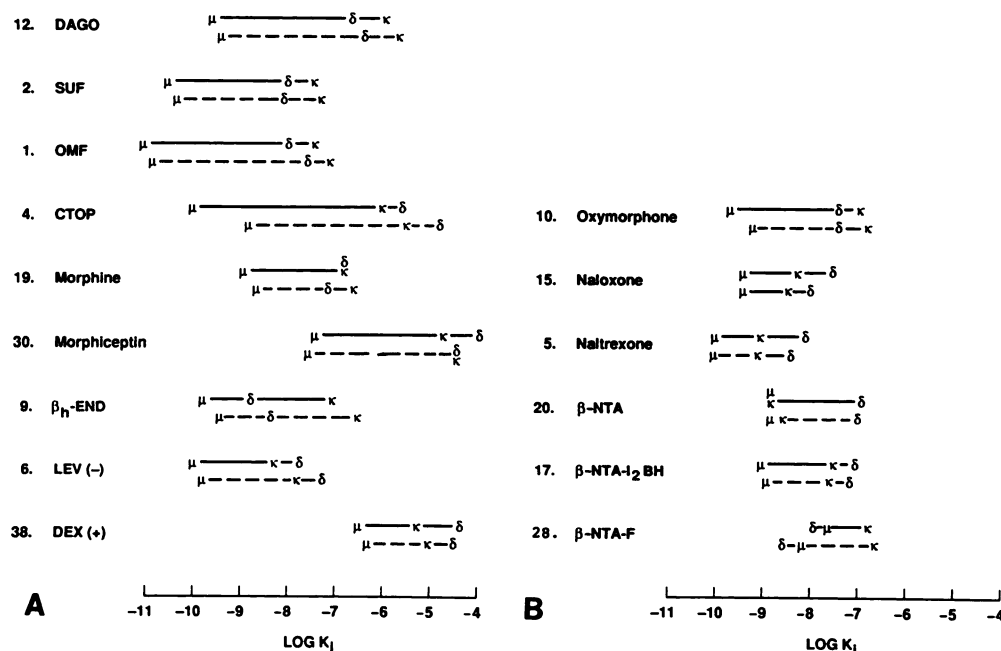 12. DAGO μ δ κ
μ δ κ
2. SUF μ δ κ
μ δ κ
1. OMF μ δ κ
μ δ κ
4. CTOP μ κ δ
μ κ δ
19. Morphine μ δ
κ
μ δ κ
30. Morphiceptin μ κ δ
μ δ
κ
9. βh-END μ δ κ
μ δ κ
6. LEV (–) μ κ δ
μ κ δ
38. DEX (+) μ κ δ
μ κ δ
A
–11 –10 –9 –8 –7 –6 –5 –4
LOG Ki
10. Oxymorphone μ δ κ
μ δ κ
15. Naloxone μ κ δ
μ κ δ
5. Naltrexone μ κ δ
μ κ δ
20. β-NTA μ
κ δ
μ κ δ
17. β-NTA-I2 BH μ κ δ
μ κ δ
28. β-NTA-F δ μ κ
δ μ κ
B
–11 –10 –9 –8 –7 –6 –5 –4
LOG Ki